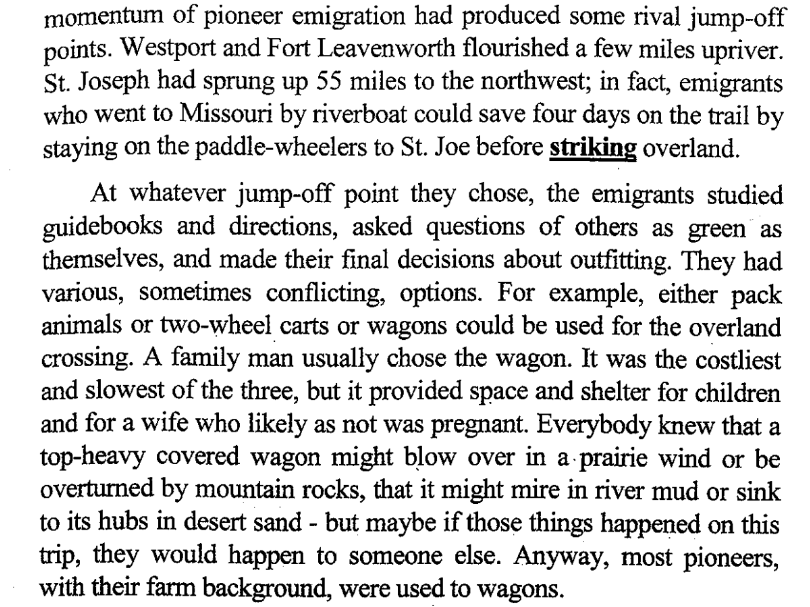 momentum of pioneer emigration had produced some rival jump-off
points. Westport and Fort Leavenworth flourished a few miles upriver.
St. Joseph had sprung up 55 miles to the northwest; in fact, emigrants
who went to Missouri by riverboat could save four days on the trail by
staying on the paddle-wheelers to St. Joe before striking overland.
At whatever jump-off point they chose, the emigrants studied
guidebooks and directions, asked questions of others as green as
themselves, and made their final decisions about outfitting. They had
various, sometimes conflicting, options. For example, either pack
animals or two-wheel carts or wagons could be used for the overland
crossing. A family man usually chose the wagon. It was the costliest
and slowest of the three, but it provided space and shelter for children
and for a wife who likely as not was pregnant. Everybody knew that a
top-heavy covered wagon might blow over in a prairie wind or be
overturned by mountain rocks, that it might mire in river mud or sink
to its hubs in desert sand - but maybe if those things happened on this
trip, they would happen to someone else. Anyway, most pioneers,
with their farm background, were used to wagons.